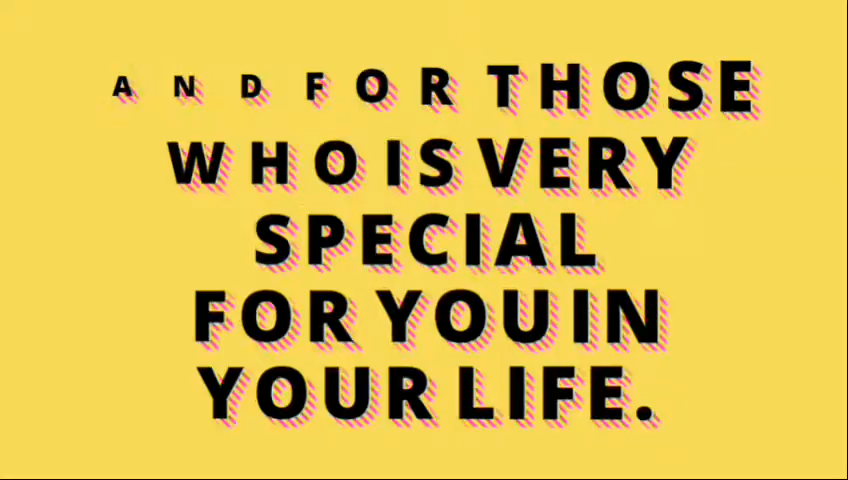 AND FOR THOSE
WHO IS VERY
SPECIAL
FOR YOU IN
YOUR LIFE.